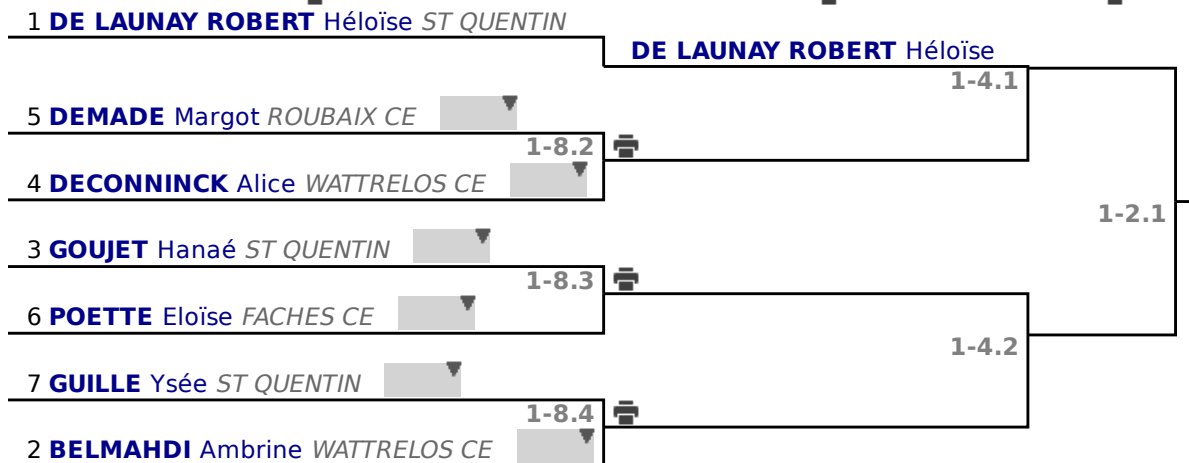 1 DE LAUNAY ROBERT Héloïse ST QUENTIN
DE LAUNAY ROBERT Héloïse
1-4.1
5 DEMADE Margot ROUBAIX CE
1-8.2
4 DECONNINCK Alice WATTRELOS CE
1-2.1
3 GOUJET Hanaé ST QUENTIN
1-8.3
6 POETTE Eloïse FACHES CE
1-4.2
7 GUILLE Ysée ST QUENTIN
1-8.4
2 BELMAHDI Ambrine WATTRELOS CE